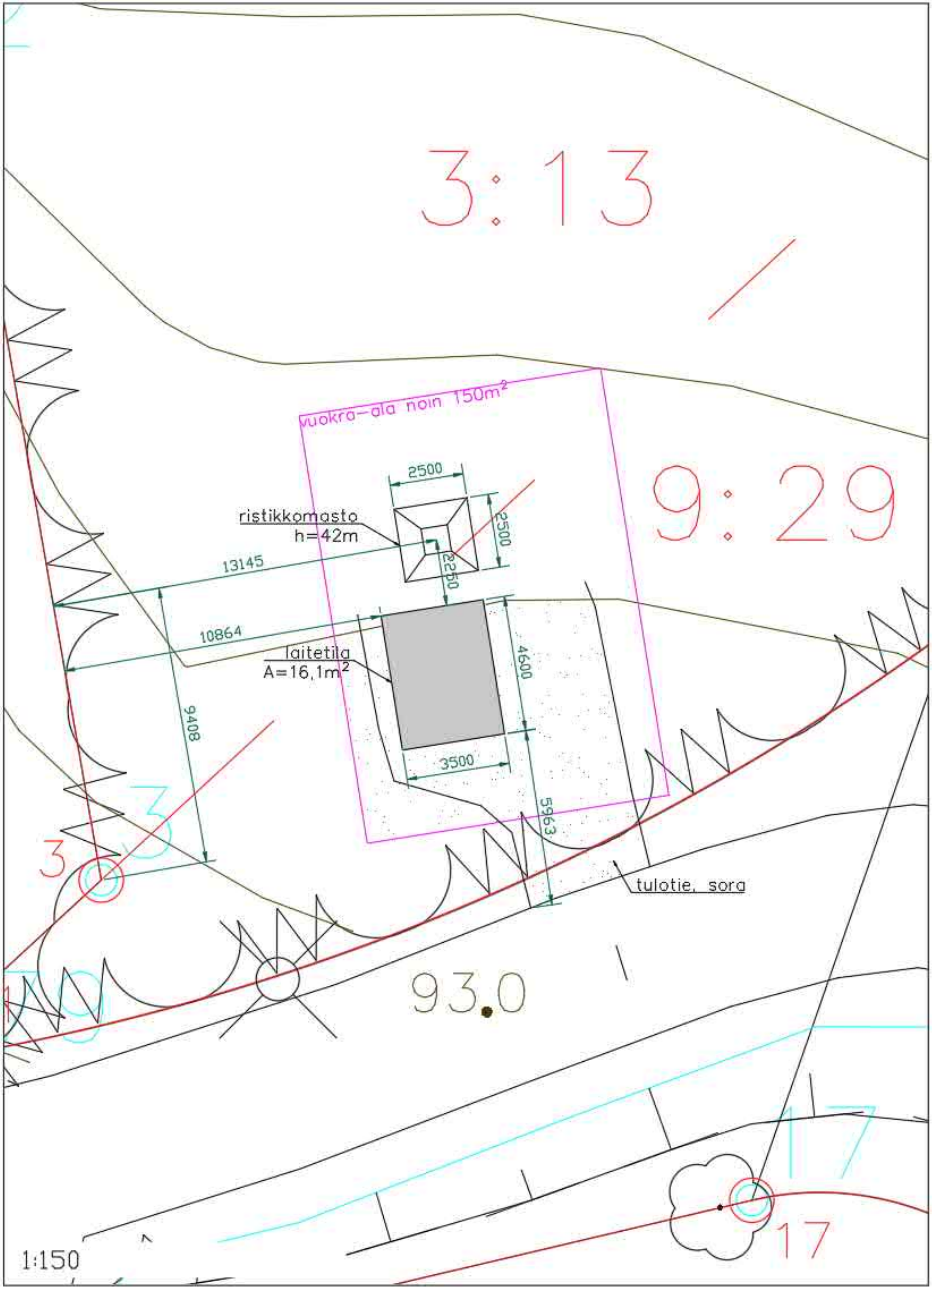 3:13
vuokra-ala noin 150m²
9:29
2500
2500
ristikkomasto
h=42m
2250
13145
10864
laitetila
A=16,1m²
4600
9408
3500
5963
3
3
tulotie, sora
93.0
17
17
1:150